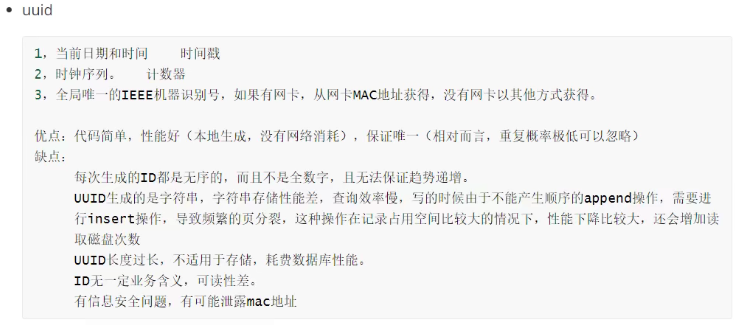 uuid
1，当前日期和时间    时间戳
2，时钟序列。   计数器
3，全局唯一的IEEE机器识别号，如果有网卡，从网卡MAC地址获得，没有网卡以其他方式获得。
优点：代码简单，性能好（本地生成，没有网络消耗），保证唯一（相对而言，重复概率极低可以忽略）
缺点：
每次生成的ID都是无序的，而且不是全数字，且无法保证趋势递增。
UUID生成的是字符串，字符串存储性能差，查询效率慢，写的时候由于不能产生顺序的append操作，需要进
行insert操作，导致频繁的页分裂，这种操作在记录占用空间比较大的情况下，性能下降比较大，还会增加读
取磁盘次数
UUID长度过长，不适用于存储，耗费数据库性能。
ID无一定业务含义，可读性差。
有信息安全问题，有可能泄露mac地址